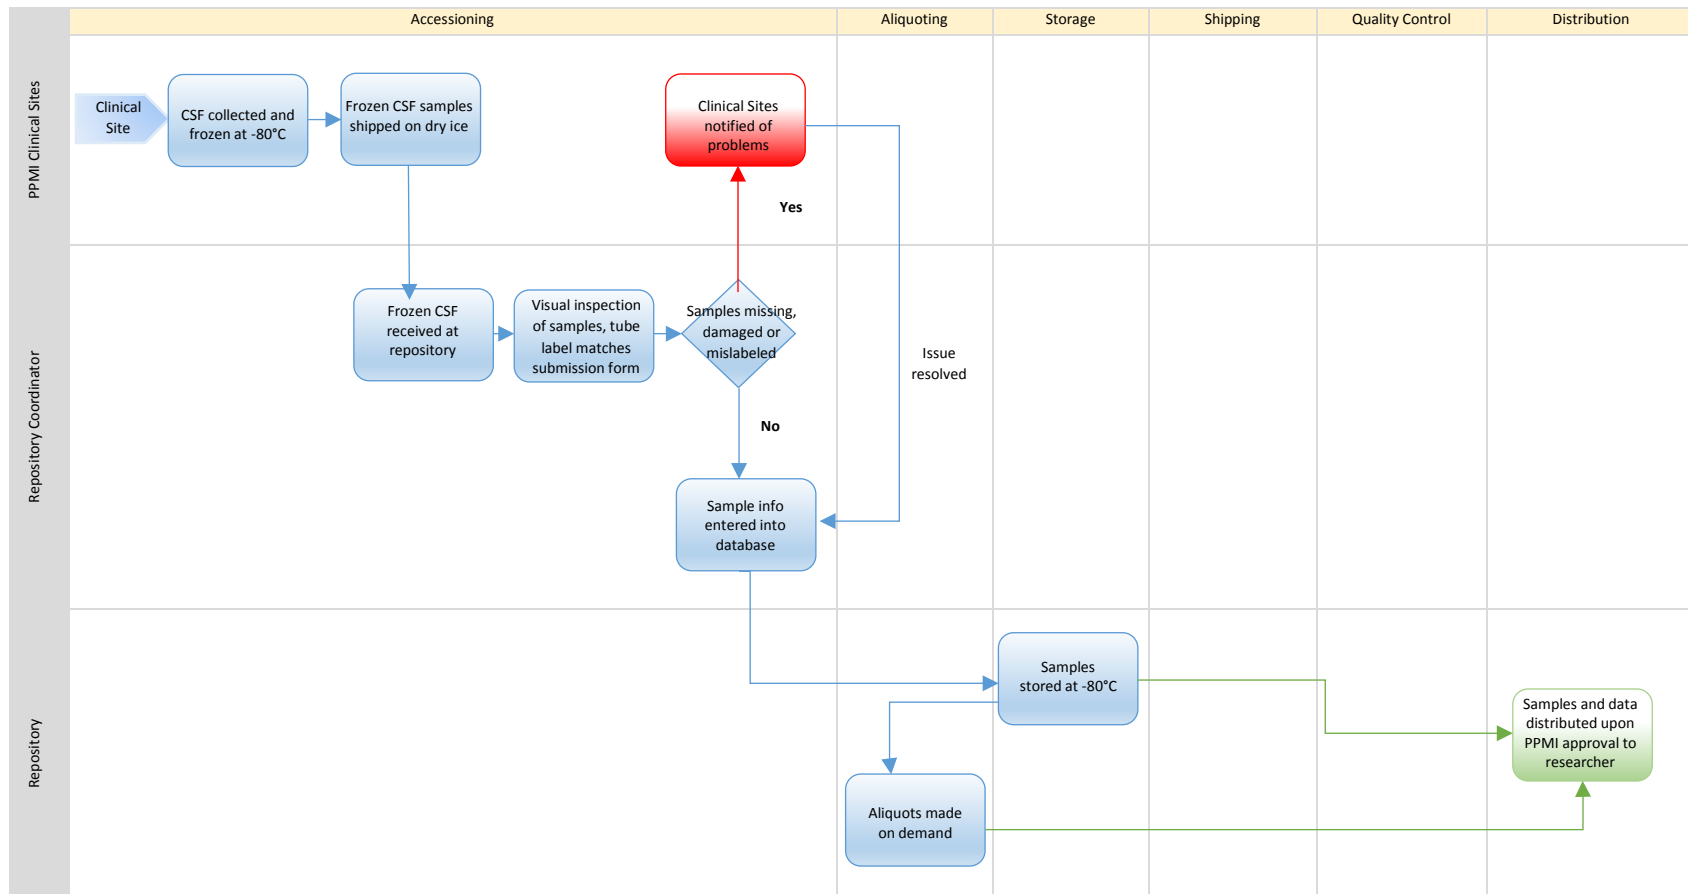 Accessioning
Aliquoting
Storage
Shipping
Quality Control
Distribution
PPMI Clinical Sites
Clinical
Site
CSF collected and
frozen at -80°C
Frozen CSF samples
shipped on dry ice
Clinical Sites
notified of
problems
Yes
Repository Coordinator
Frozen CSF
received at
repository
Visual inspection
of samples, tube
label matches
submission form
Samples missing,
damaged or
mislabeled
Issue
resolved
No
Sample info
entered into
database
Repository
Samples
stored at -80°C
Samples and data
distributed upon
PPMI approval to
researcher
Aliquots made
on demand